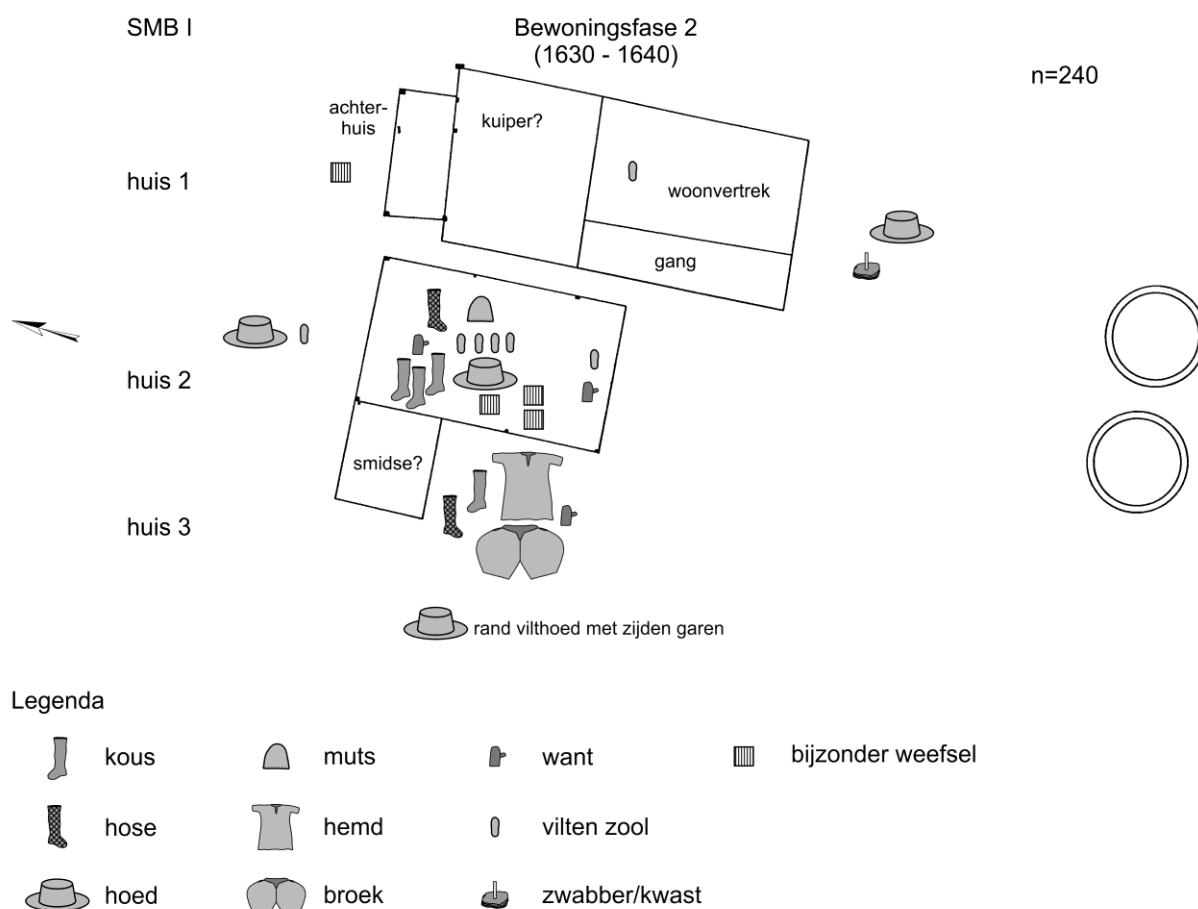 SMB I
Bewoningsfase 2
(1630 - 1640)
n=240
achter-
huis
kuiper?
huis 1
woonvertrek
gang
huis 2
smidse?
huis 3
rand vilthoed met zijden garen
Legenda
kous
muts
want
bijzonder weefsel
hose
hemd
vilten zool
hoed
broek
zwabber/kwast